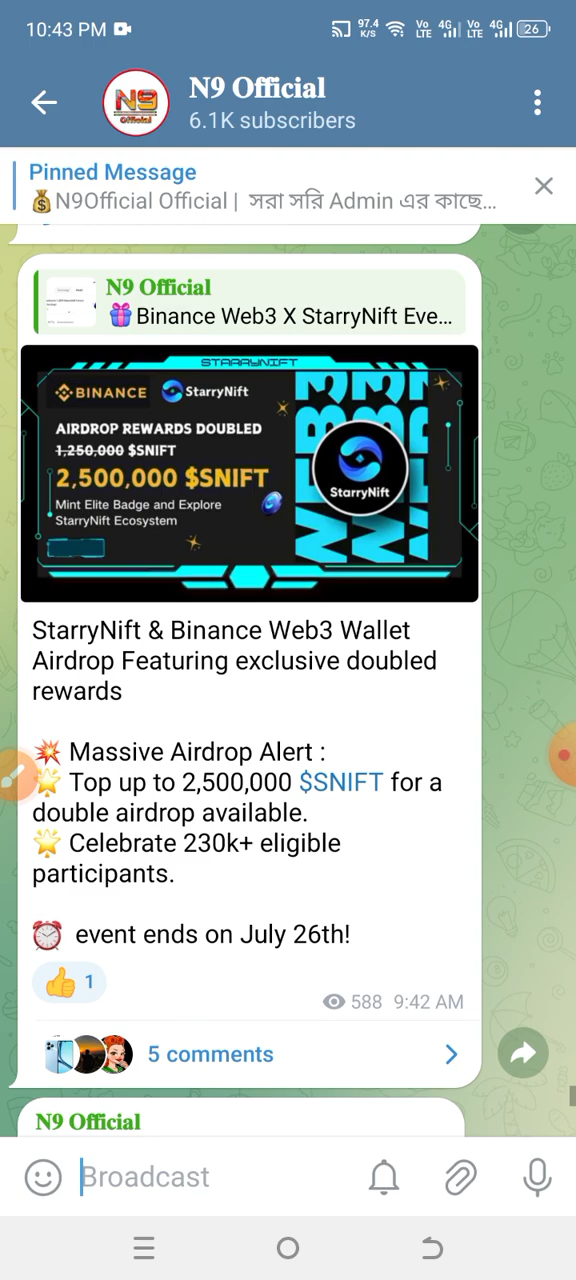 10:43 PM
97.4
K/S
Vo
LTE
4G
Vo
LTE
4G
26
N9
Official
N9 Official
6.1K subscribers
Pinned Message
💰N9Official Official | সরা সরি Admin এর কাছে...
N9 Official
🎁Binance Web3 X StarryNift Eve...
STARRYNIFT
BINANCE
StarryNift
AIRDROP REWARDS DOUBLED
1,250,000 $SNIFT
2,500,000 $SNIFT
Mint Elite Badge and Explore
StarryNift Ecosystem
WEB3
WEB3
WEB3
StarryNift
StarryNift & Binance Web3 Wallet
Airdrop Featuring exclusive doubled
rewards
💥 Massive Airdrop Alert :
🌟 Top up to 2,500,000 $SNIFT for a
double airdrop available.
🌟 Celebrate 230k+ eligible
participants.
⏰ event ends on July 26th!
👍 1
588 9:42 AM
5 comments
N9 Official
Broadcast